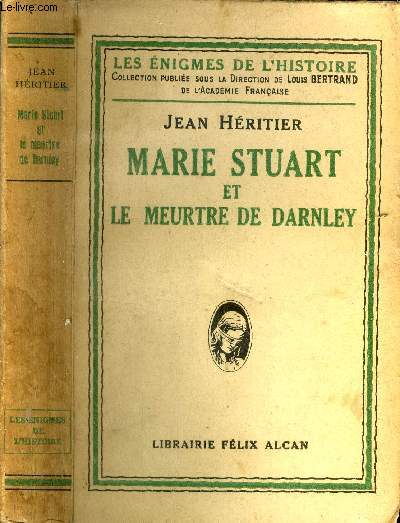 © Le-livre.com
JEAN
HÉRITIER
Marie Stuart
et
le meurtre
de Darnley
LES ÉNIGMES
DE
L'HISTOIRE
LES ÉNIGMES DE L'HISTOIRE
COLLECTION PUBLIÉE SOUS LA DIRECTION DE LOUIS BERTRAND
DE L'ACADÉMIE FRANÇAISE
JEAN HÉRITIER
MARIE STUART
ET
LE MEURTRE DE DARNLEY
LIBRAIRIE FÉLIX ALCAN